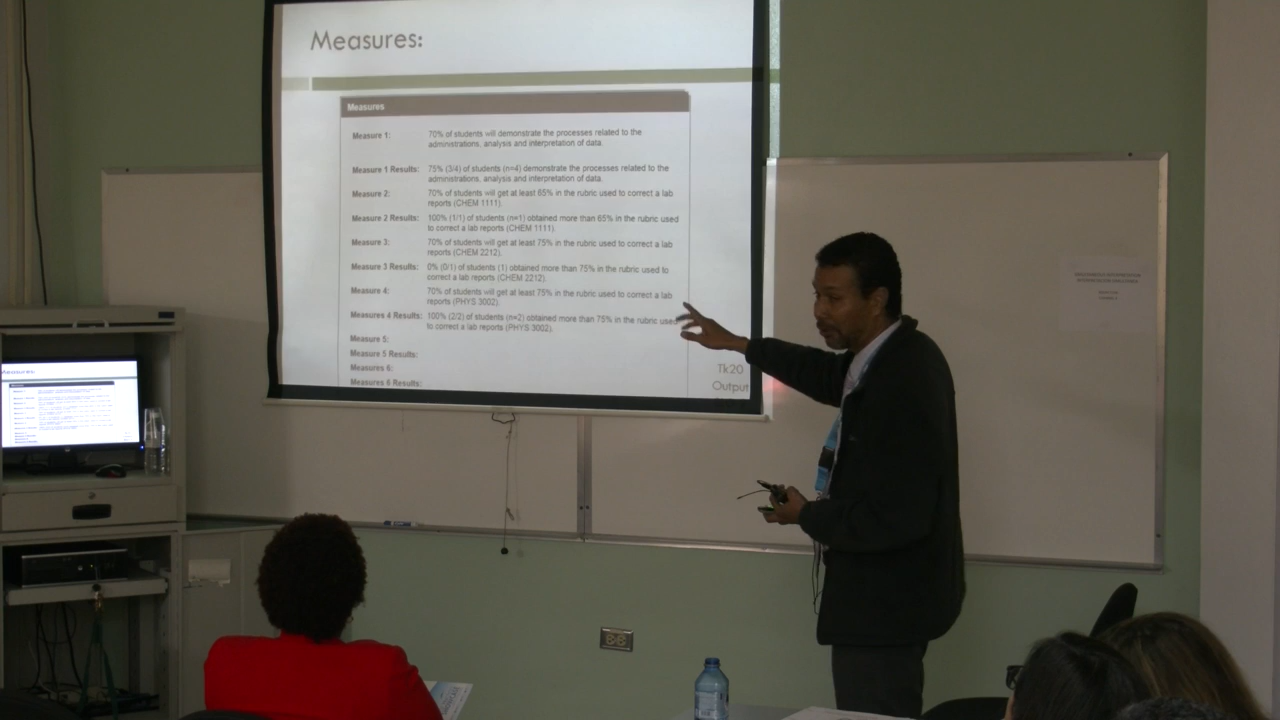 Measures:
Measures
Measure 1: 70% of students will demonstrate the processes related to the
administrations, analysis and interpretation of data.
Measure 1 Results: 75% (3/4) of students (n=4) demonstrate the processes related to the
administrations, analysis and interpretation of data.
Measure 2: 70% of students will get at least 65% in the rubric used to correct a lab
reports (CHEM 1111).
Measure 2 Results: 100% (1/1) of students (n=1) obtained more than 65% in the rubric used
to correct a lab reports (CHEM 1111).
Measure 3: 70% of students will get at least 75% in the rubric used to correct a lab
reports (CHEM 2212).
Measure 3 Results: 0% (0/1) of students (1) obtained more than 75% in the rubric used to
correct a lab reports (CHEM 2212).
Measure 4: 70% of students will get at least 75% in the rubric used to correct a lab
reports (PHYS 3002).
Measures 4 Results: 100% (2/2) of students (n=2) obtained more than 75% in the rubric used
to correct a lab reports (PHYS 3002).
Measure 5:
Measure 5 Results:
Measures 6:
Measures 6 Results:
Tk20
Output
Measures: